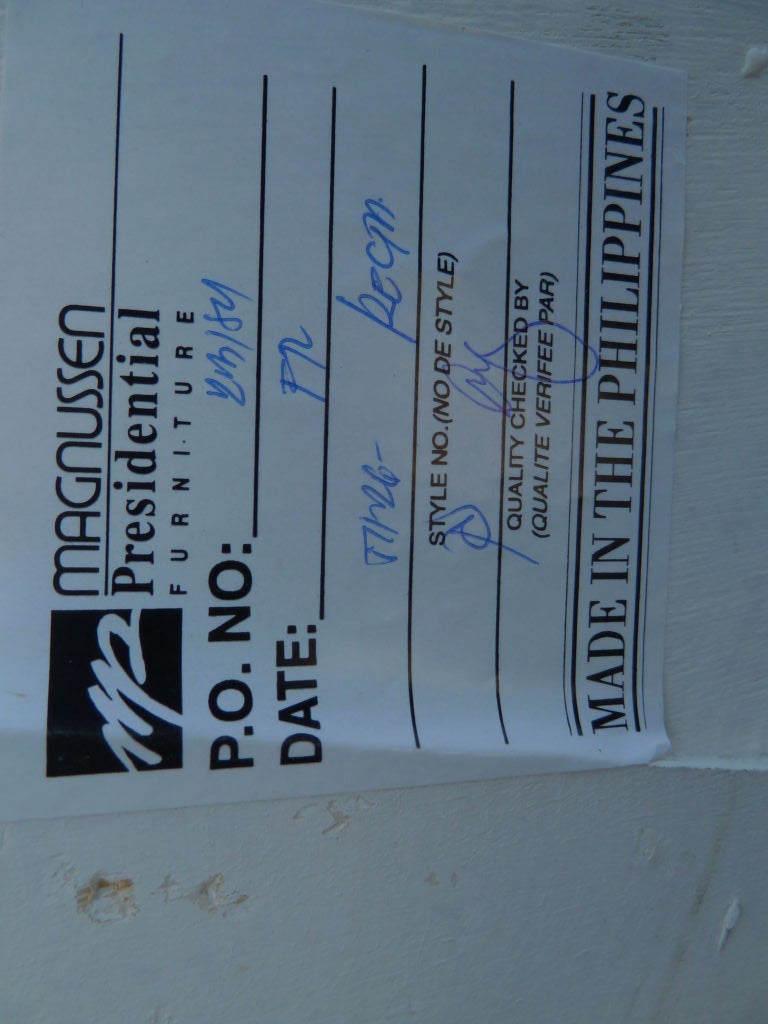 MP
MAGNUSSEN
Presidential
FURNITURE
P.O. NO:
DATE:
STYLE NO.(NO DE STYLE)
QUALITY CHECKED BY
(QUALITE VERIFEE PAR)
MADE IN THE PHILIPPINES